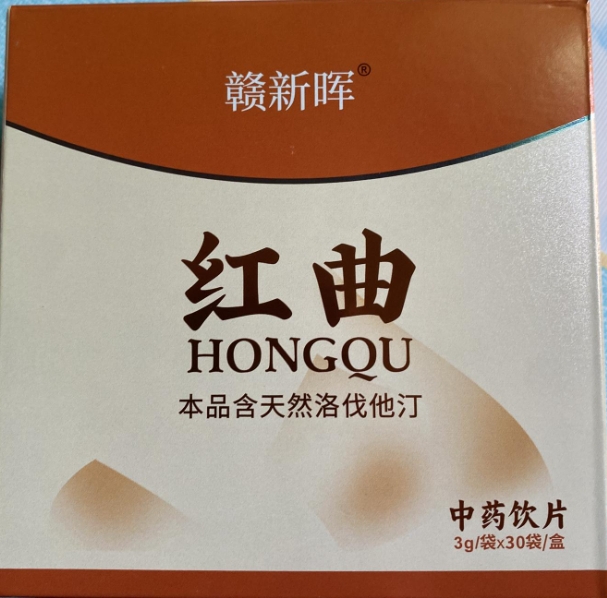 赣新晖®
红曲
HONGQU
本品含天然洛伐他汀
中药饮片
3g/袋x30袋/盒